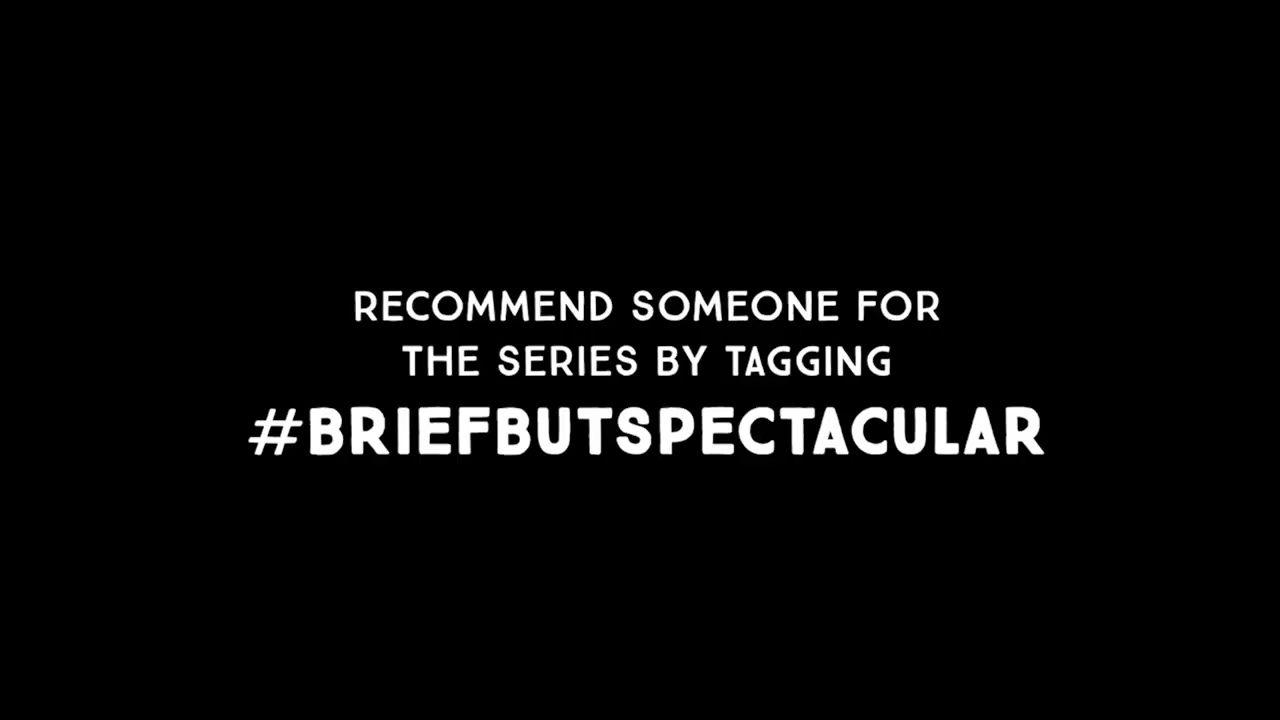 RECOMMEND SOMEONE FOR
THE SERIES BY TAGGING
#BRIEFBUTSPECTACULAR